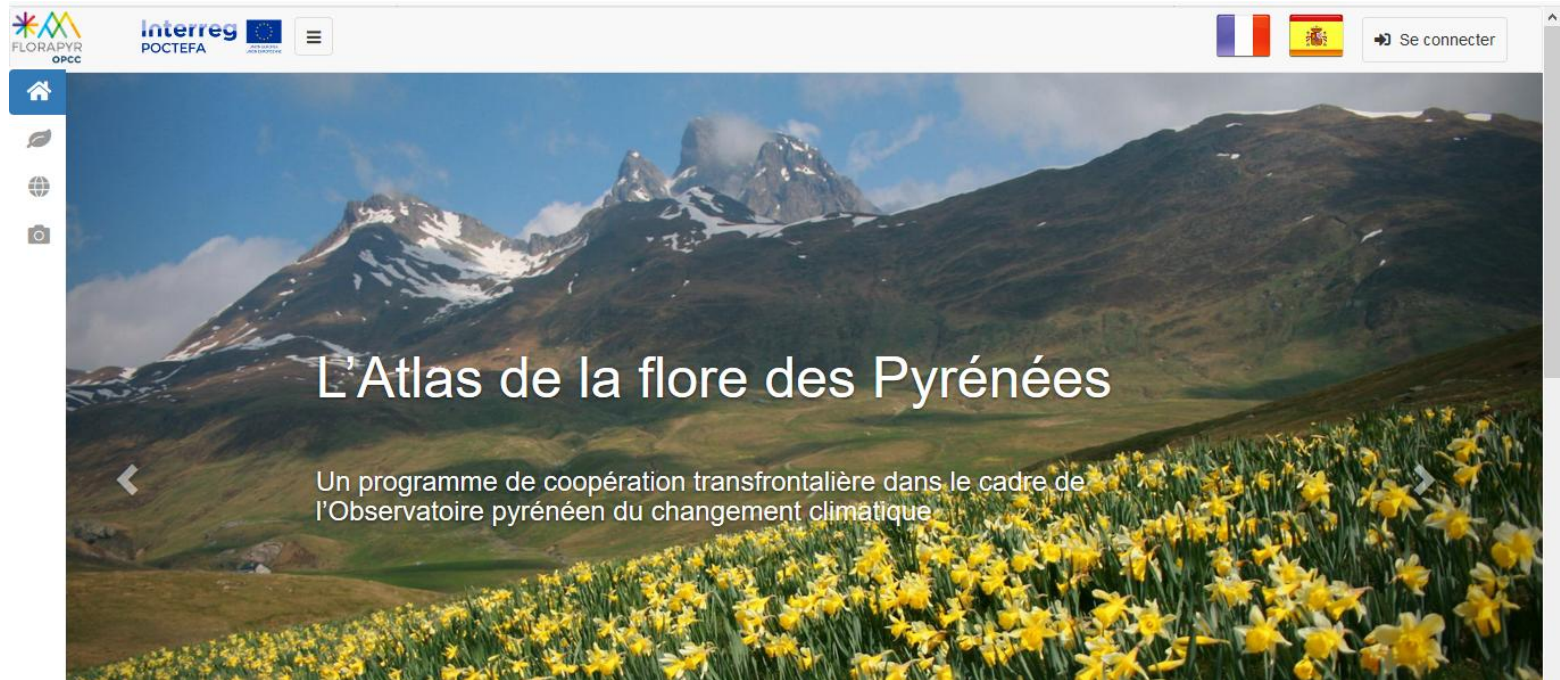 FLORAPYR
OPCC
Interreg
POCTEFA
Se connecter
L’Atlas de la flore des Pyrénées
Un programme de coopération transfrontalière dans le cadre de
l’Observatoire pyrénéen du changement climatique